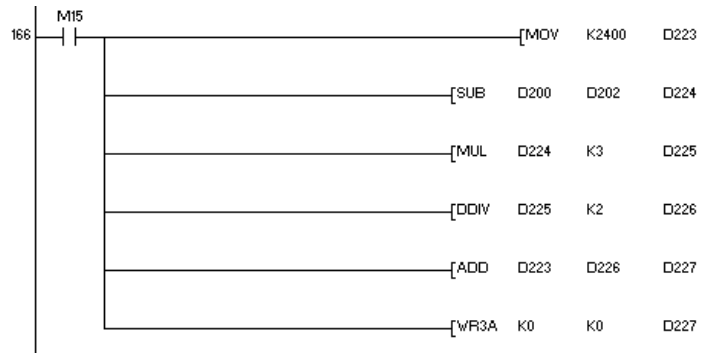 M15
166 [MOV K2400 D223
[SUB D200 D202 D224
[MUL D224 K3 D225
[DDIV D225 K2 D226
[ADD D223 D226 D227
[WR3A K0 K0 D227